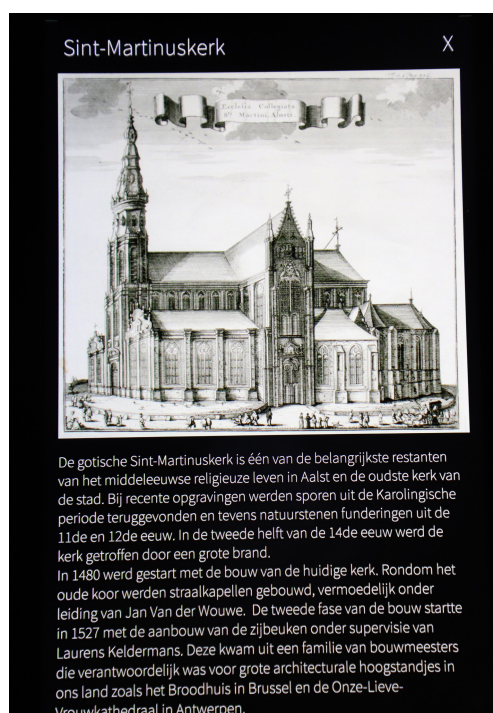 Sint-Martinuskerk X
Ecclesia Collegiata
Sti Martini, Alosti.
De gotische Sint-Martinuskerk is één van de belangrijkste restanten
van het middeleeuwse religieuze leven in Aalst en de oudste kerk van
de stad. Bij recente opgravingen werden sporen uit de Karolingische
periode teruggevonden en tevens natuurstenen funderingen uit de
11de en 12de eeuw. In de tweede helft van de 14de eeuw werd de
kerk getroffen door een grote brand.
In 1480 werd gestart met de bouw van de huidige kerk. Rondom het
oude koor werden straalkapellen gebouwd, vermoedelijk onder
leiding van Jan Van der Wouwe. De tweede fase van de bouw startte
in 1527 met de aanbouw van de zijbeuken onder supervisie van
Laurens Keldermans. Deze kwam uit een familie van bouwmeesters
die verantwoordelijk was voor grote architecturale hoogstandjes in
ons land zoals het Broodhuis in Brussel en de Onze-Lieve-
Vrouwkathedraal in Antwerpen.